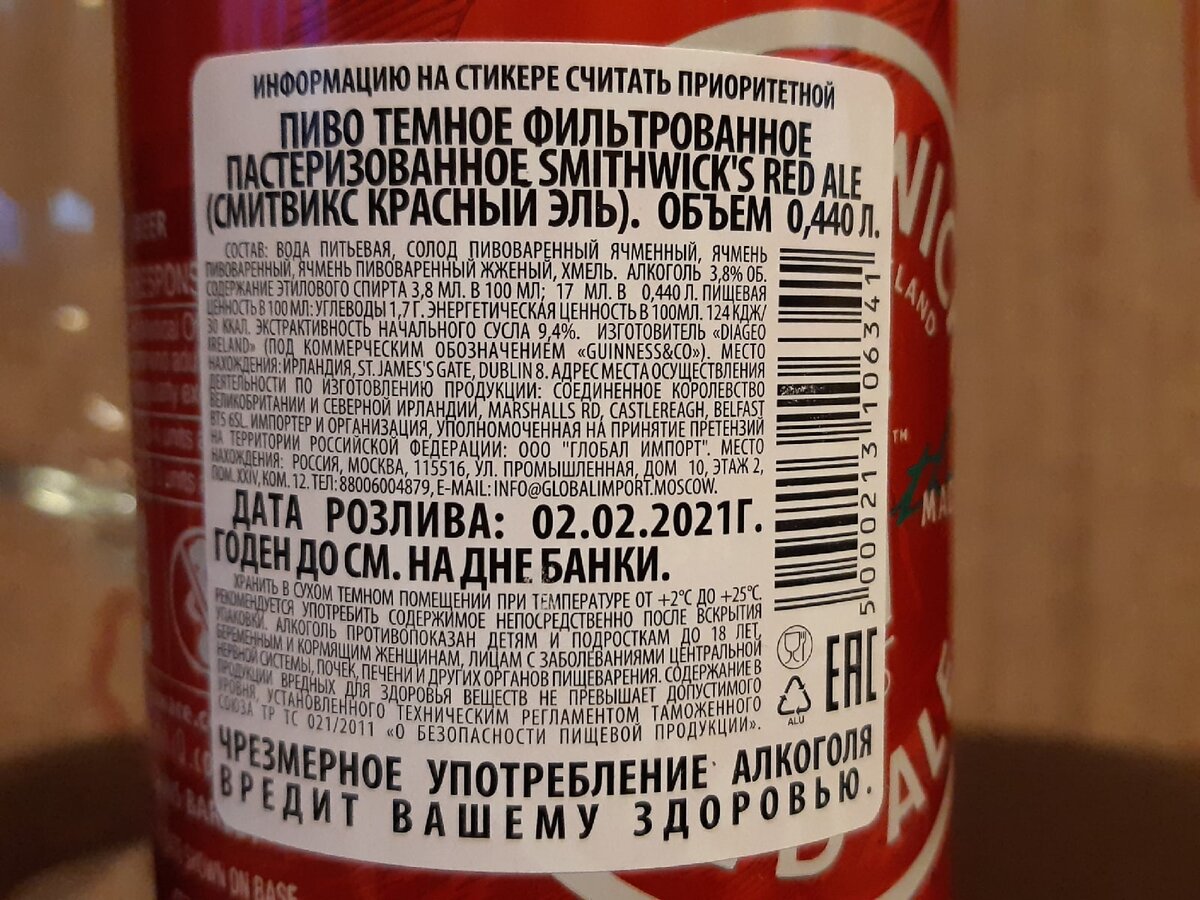 ИНФОРМАЦИЮ НА СТИКЕРЕ СЧИТАТЬ ПРИОРИТЕТНОЙ
ПИВО ТЕМНОЕ ФИЛЬТРОВАННОЕ
ПАСТЕРИЗОВАННОЕ SMITHWICK'S RED ALE
(СМИТВИКС КРАСНЫЙ ЭЛЬ). ОБЪЕМ 0,440 Л.
СОСТАВ: ВОДА ПИТЬЕВАЯ, СОЛОД ПИВОВАРЕННЫЙ ЯЧМЕННЫЙ, ЯЧМЕНЬ
ПИВОВАРЕННЫЙ, ЯЧМЕНЬ ПИВОВАРЕННЫЙ ЖЖЕНЫЙ, ХМЕЛЬ. АЛКОГОЛЬ 3,8% ОБ.
СОДЕРЖАНИЕ ЭТИЛОВОГО СПИРТА 3,8 МЛ. В 100 МЛ; 17 МЛ. В 0,440 Л. ПИЩЕВАЯ
ЦЕННОСТЬ В 100 МЛ: УГЛЕВОДЫ 1,7 Г. ЭНЕРГЕТИЧЕСКАЯ ЦЕННОСТЬ В 100МЛ. 124 КДЖ/
30 ККАЛ. ЭКСТРАКТИВНОСТЬ НАЧАЛЬНОГО СУСЛА 9,4%. ИЗГОТОВИТЕЛЬ «DIAGEO
IRELAND» (ПОД КОММЕРЧЕСКИМ ОБОЗНАЧЕНИЕМ «GUINNESS&CO»). МЕСТО
НАХОЖДЕНИЯ: ИРЛАНДИЯ, ST. JAMES'S GATE, DUBLIN 8. АДРЕС МЕСТА ОСУЩЕСТВЛЕНИЯ
ДЕЯТЕЛЬНОСТИ ПО ИЗГОТОВЛЕНИЮ ПРОДУКЦИИ: СОЕДИНЕННОЕ КОРОЛЕВСТВО
ВЕЛИКОБРИТАНИИ И СЕВЕРНОЙ ИРЛАНДИИ, MARSHALLS RD, CASTLEREAGH, BELFAST
BT5 6SL. ИМПОРТЕР И ОРГАНИЗАЦИЯ, УПОЛНОМОЧЕННАЯ НА ПРИНЯТИЕ ПРЕТЕНЗИЙ
НА ТЕРРИТОРИИ РОССИЙСКОЙ ФЕДЕРАЦИИ: ООО "ГЛОБАЛ ИМПОРТ". МЕСТО
НАХОЖДЕНИЯ: РОССИЯ, МОСКВА, 115516, УЛ. ПРОМЫШЛЕННАЯ, ДОМ 10, ЭТАЖ 2,
ПОМ. XXIV, КОМ. 12. ТЕЛ: 88006004879, E-MAIL: INFO@GLOBALIMPORT.MOSCOW.
ДАТА РОЗЛИВА: 02.02.2021Г.
ГОДЕН ДО СМ. НА ДНЕ БАНКИ.
ХРАНИТЬ В СУХОМ ТЕМНОМ ПОМЕЩЕНИИ ПРИ ТЕМПЕРАТУРЕ ОТ +2°С ДО +25°С
РЕКОМЕНДУЕТСЯ УПОТРЕБИТЬ СОДЕРЖИМОЕ НЕПОСРЕДСТВЕННО ПОСЛЕ ВСКРЫТИЯ
УПАКОВКИ. АЛКОГОЛЬ ПРОТИВОПОКАЗАН ДЕТЯМ И ПОДРОСТКАМ ДО 18 ЛЕТ,
БЕРЕМЕННЫМ И КОРМЯЩИМ ЖЕНЩИНАМ, ЛИЦАМ С ЗАБОЛЕВАНИЯМИ ЦЕНТРАЛЬНОЙ
НЕРВНОЙ СИСТЕМЫ, ПОЧЕК, ПЕЧЕНИ И ДРУГИХ ОРГАНОВ ПИЩЕВАРЕНИЯ. СОДЕРЖАНИЕ В
ПРОДУКЦИИ ВРЕДНЫХ ДЛЯ ЗДОРОВЬЯ ВЕЩЕСТВ НЕ ПРЕВЫШАЕТ ДОПУСТИМОГО
УРОВНЯ, УСТАНОВЛЕННОГО ТЕХНИЧЕСКИМ РЕГЛАМЕНТОМ ТАМОЖЕННОГО
СОЮЗА ТР ТС 021/2011 «О БЕЗОПАСНОСТИ ПИЩЕВОЙ ПРОДУКЦИИ».
ЧРЕЗМЕРНОЕ УПОТРЕБЛЕНИЕ АЛКОГОЛЯ
ВРЕДИТ ВАШЕМУ ЗДОРОВЬЮ.
5 000213 106341
ALU
EAC
LAND
TM
ALE
ON BASE